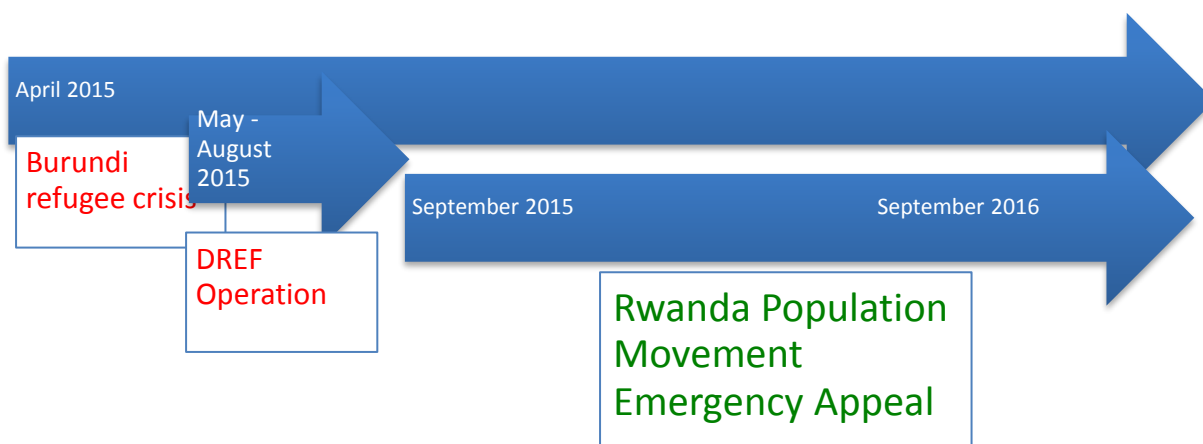 April 2015
May -
August
2015
Burundi
refugee crisis
September 2015
September 2016
DREF
Operation
Rwanda Population
Movement
Emergency Appeal